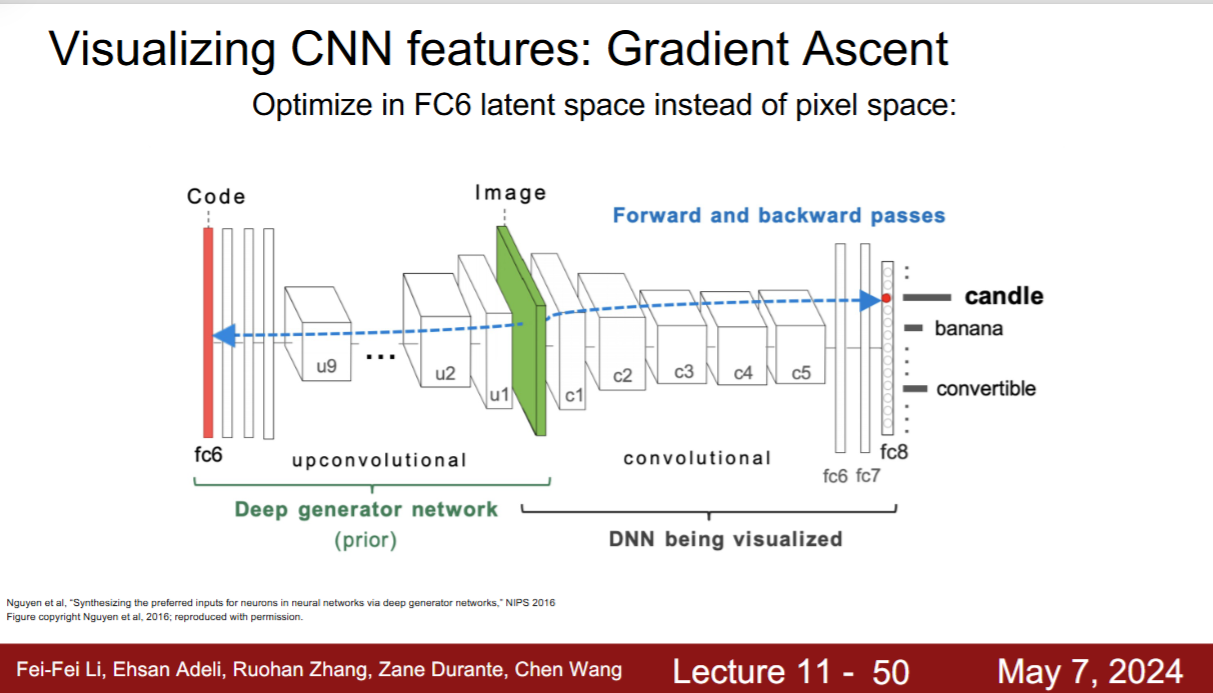 Visualizing CNN features: Gradient Ascent
Optimize in FC6 latent space instead of pixel space:
Code
Image
Forward and backward passes
candle
banana
convertible
u9
...
u2
u1
c1
c2
c3
c4
c5
fc6
upconvolutional
convolutional
fc6 fc7
fc8
Deep generator network
(prior)
DNN being visualized
Nguyen et al, “Synthesizing the preferred inputs for neurons in neural networks via deep generator networks,” NIPS 2016
Figure copyright Nguyen et al, 2016; reproduced with permission.
Fei-Fei Li, Ehsan Adeli, Ruohan Zhang, Zane Durante, Chen Wang
Lecture 11 - 50
May 7, 2024